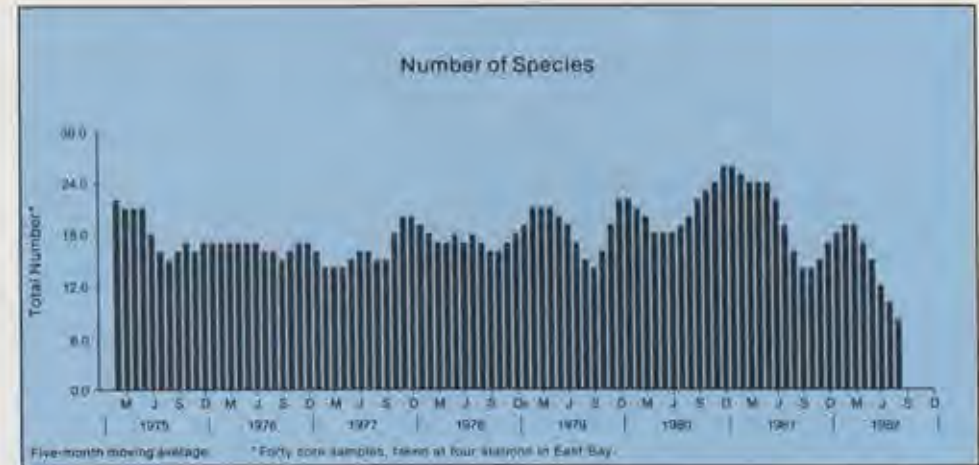 Number of Species
Total Number*
30.0
24.0
18.0
12.0
6.0
0.0
M J S D M J S D M J S D M J S D M J S D M J S D M J S D M J S D
1975 1976 1977 1978 1979 1980 1981 1982
Five-month moving average. *Forty core samples, taken at four stations in East Bay.